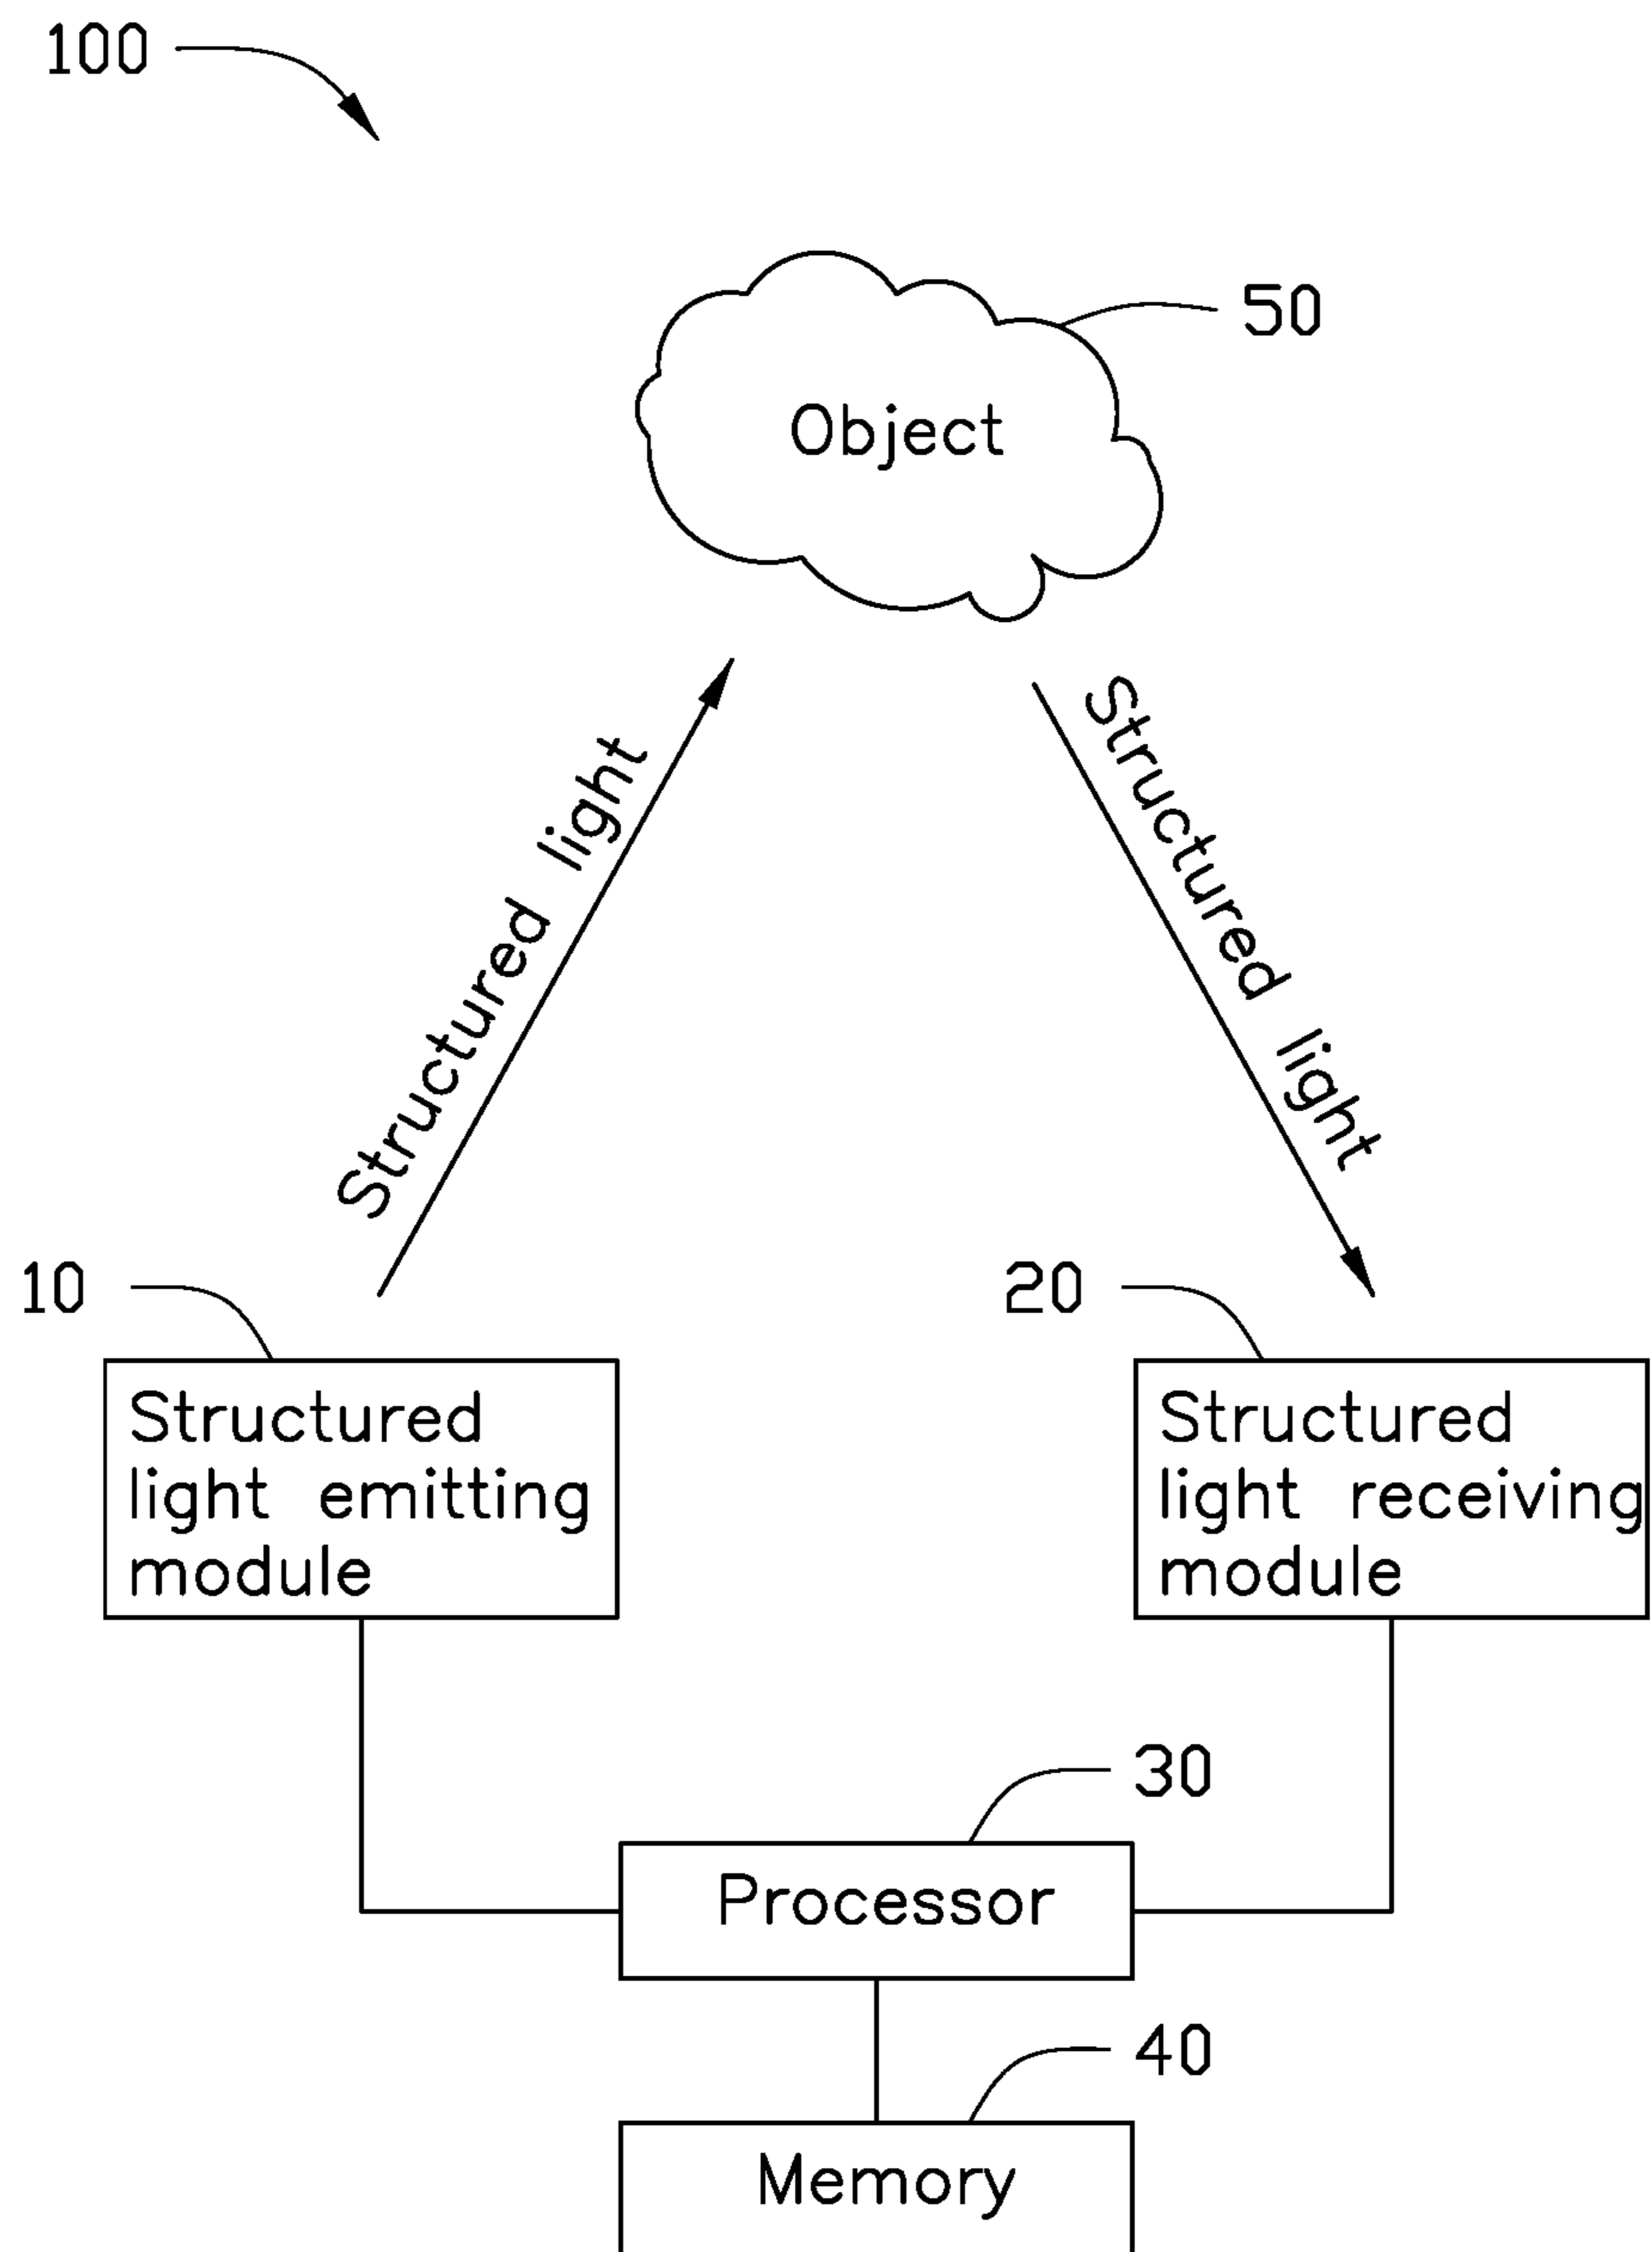 100
50
Object
Structured light
Structured light
10
20
Structured
light emitting
module
Structured
light receiving
module
30
Processor
40
Memory